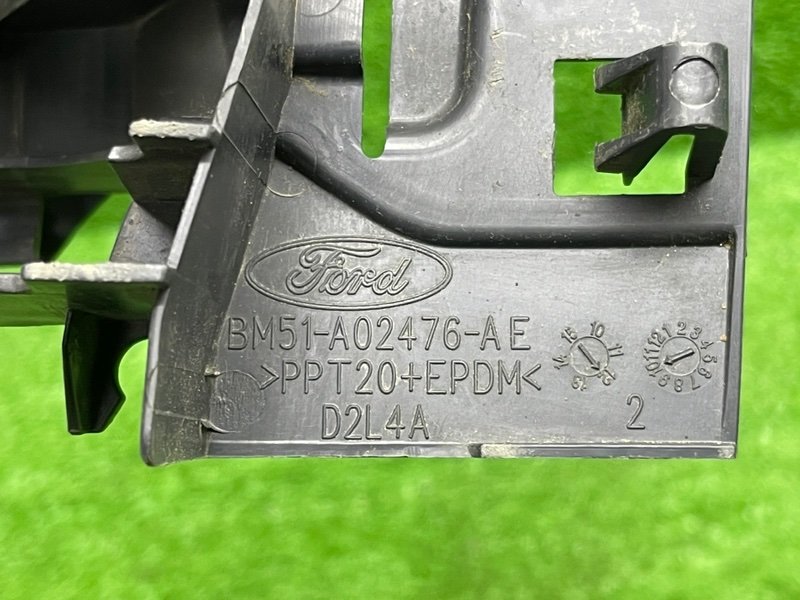 Ford
BM51-A02476-AE
>PPT20+EPDM<
D2L4A
2